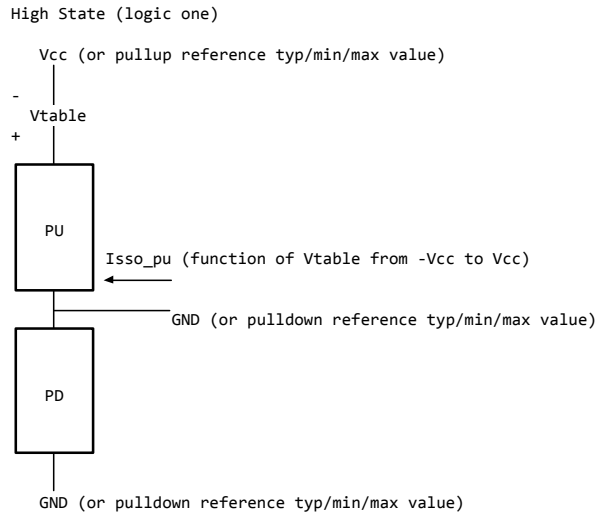 High State (logic one)
Vcc (or pullup reference typ/min/max value)
-
Vtable
+
PU
Isso_pu (function of Vtable from -Vcc to Vcc)
GND (or pulldown reference typ/min/max value)
PD
GND (or pulldown reference typ/min/max value)